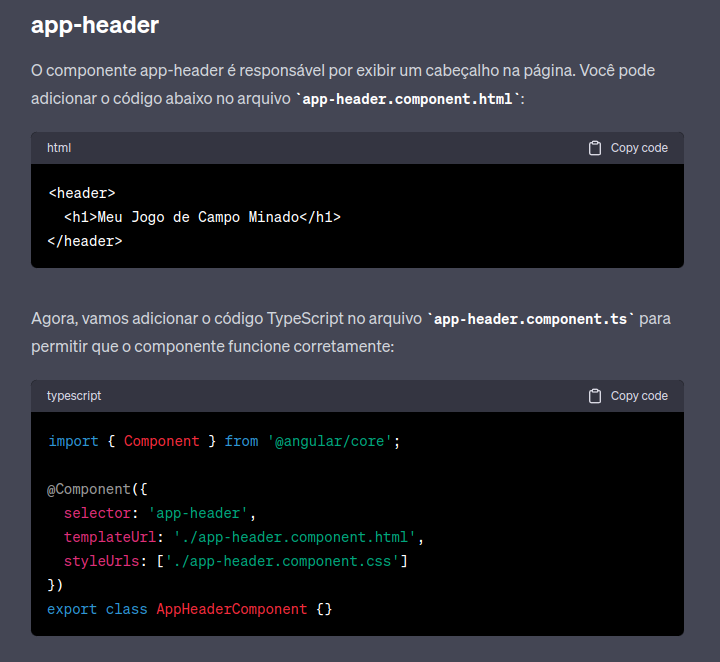 app-header
O componente app-header é responsável por exibir um cabeçalho na página. Você pode
adicionar o código abaixo no arquivo `app-header.component.html`:
html
Copy code
<header>
  <h1>Meu Jogo de Campo Minado</h1>
</header>
Agora, vamos adicionar o código TypeScript no arquivo `app-header.component.ts` para
permitir que o componente funcione corretamente:
typescript
Copy code
import { Component } from '@angular/core';
@Component({
  selector: 'app-header',
  templateUrl: './app-header.component.html',
  styleUrls: ['./app-header.component.css']
})
export class AppHeaderComponent {}